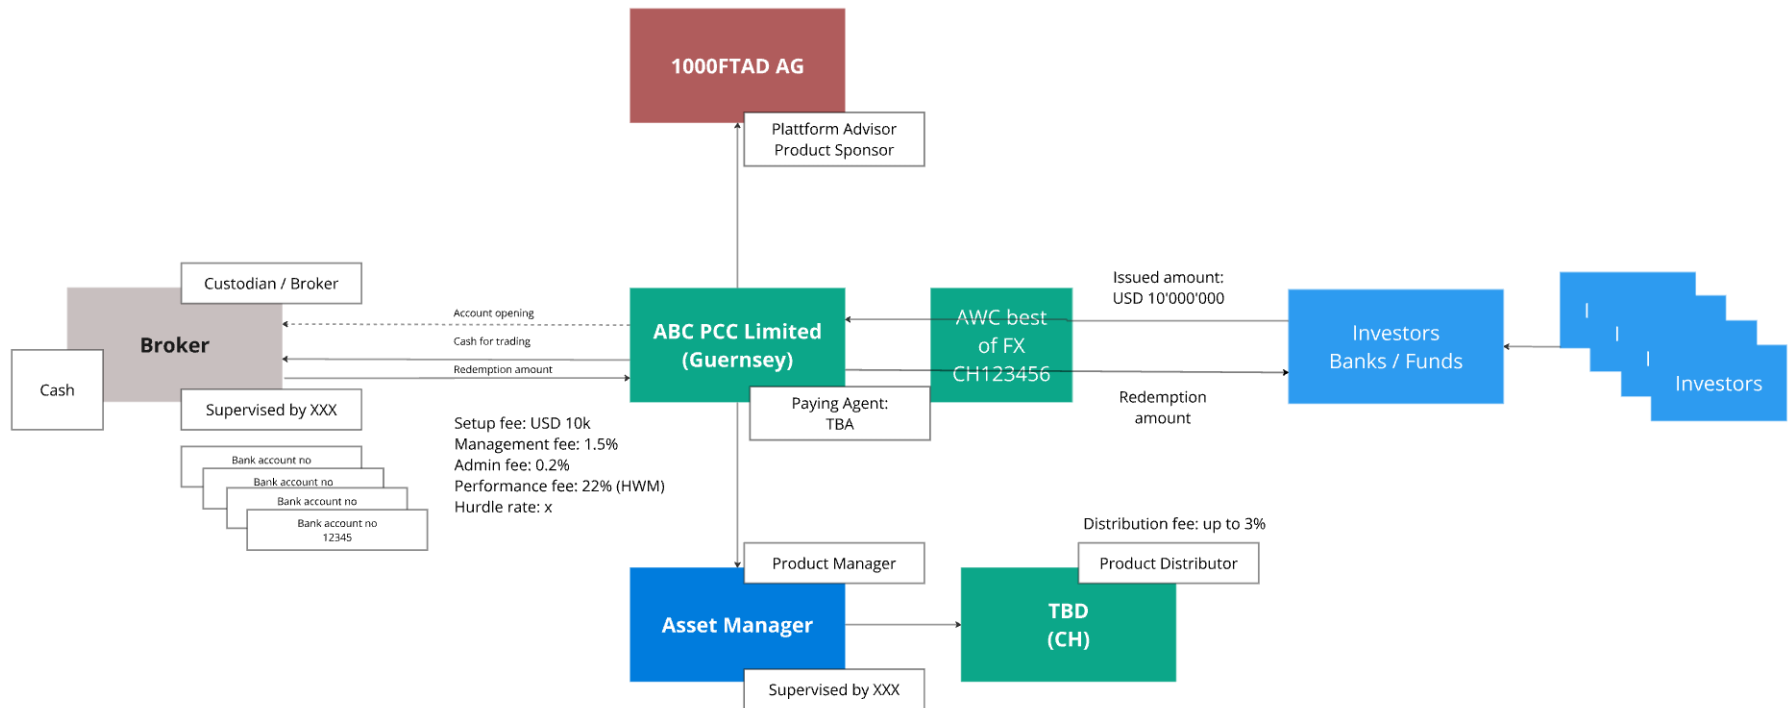 1000FTAD AG
Plattform Advisor
Product Sponsor
Custodian / Broker
Broker
Cash
Supervised by XXX
Bank account no
Bank account no
Bank account no
Bank account no
12345
Account opening
Cash for trading
Redemption amount
Setup fee: USD 10k
Management fee: 1.5%
Admin fee: 0.2%
Performance fee: 22% (HWM)
Hurdle rate: x
ABC PCC Limited
(Guernsey)
Paying Agent:
TBA
AWC best
of FX
CH123456
Issued amount:
USD 10'000'000
Redemption
amount
Investors
Banks / Funds
I
I
I
Investors
Product Manager
Asset Manager
Supervised by XXX
Distribution fee: up to 3%
Product Distributor
TBD
(CH)